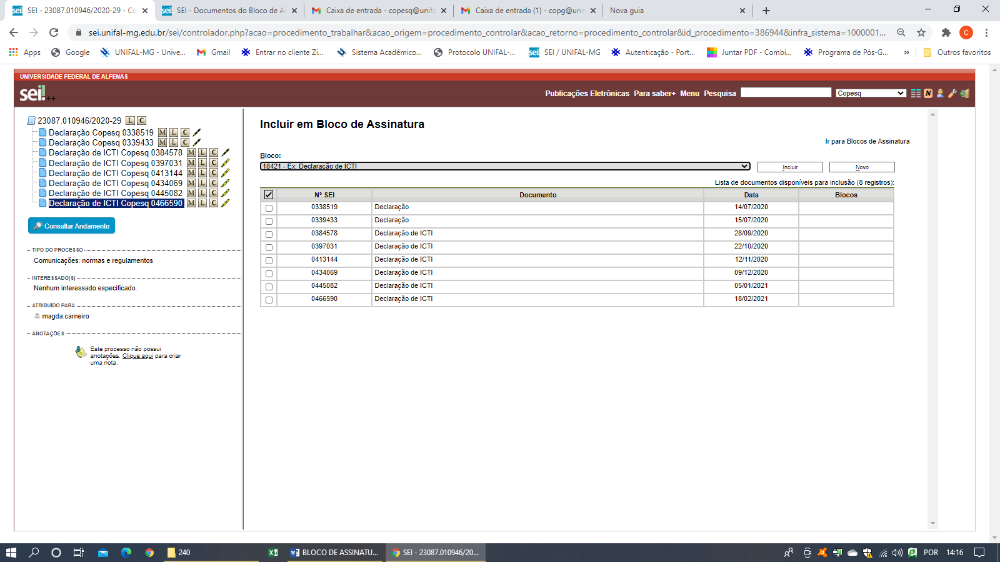 SEI - 23087.010946/2020-29 - Co
SEI - Documentos do Bloco de As
Caixa de entrada - copesq@unifa
Caixa de entrada (1) - copg@unif
Nova guia
sei.unifal-mg.edu.br/sei/controlador.php?acao=procedimento_trabalhar&acao_origem=procedimento_controlar&acao_retorno=procedimento_controlar&id_procedimento=386944&infra_sistema=1000001...
C
Apps
Google
UNIFAL-MG - Unive...
Gmail
Entrar no cliente Zi...
Sistema Acadêmico...
Protocolo UNIFAL-...
SEI / UNIFAL-MG
Autenticação - Port...
Juntar PDF - Combi...
Programa de Pós-G...
»
Outros favoritos
UNIVERSIDADE FEDERAL DE ALFENAS
sei! ++
Publicações Eletrônicas Para saber+ Menu Pesquisa
Copesq
N
23087.010946/2020-29 L C
Declaração Copesq 0338519 M L C
Declaração Copesq 0339433 M L C
Declaração de ICTI Copesq 0384578 M L C
Declaração de ICTI Copesq 0397031 M L C
Declaração de ICTI Copesq 0413144 M L C
Declaração de ICTI Copesq 0434069 M L C
Declaração de ICTI Copesq 0445082 M L C
Declaração de ICTI Copesq 0466590 M L C
Consultar Andamento
TIPO DO PROCESSO
Comunicações: normas e regulamentos
INTERESSADO(S)
Nenhum interessado especificado.
ATRIBUÍDO PARA
magda.carneiro
ANOTAÇÕES
Este processo não possui
anotações. Clique aqui para criar
uma nota.
Incluir em Bloco de Assinatura
Ir para Blocos de Assinatura
Bloco:
18421 - Ex: Declaração de ICTI
Incluir
Novo
Lista de documentos disponíveis para inclusão (8 registros):
Nº SEI Documento Data Blocos
0338519 Declaração 14/07/2020
0339433 Declaração 15/07/2020
0384578 Declaração de ICTI 28/09/2020
0397031 Declaração de ICTI 22/10/2020
0413144 Declaração de ICTI 12/11/2020
0434069 Declaração de ICTI 09/12/2020
0445082 Declaração de ICTI 05/01/2021
0466590 Declaração de ICTI 18/02/2021
240
BLOCO DE ASSINATU...
SEI - 23087.010946/20...
POR
14:16